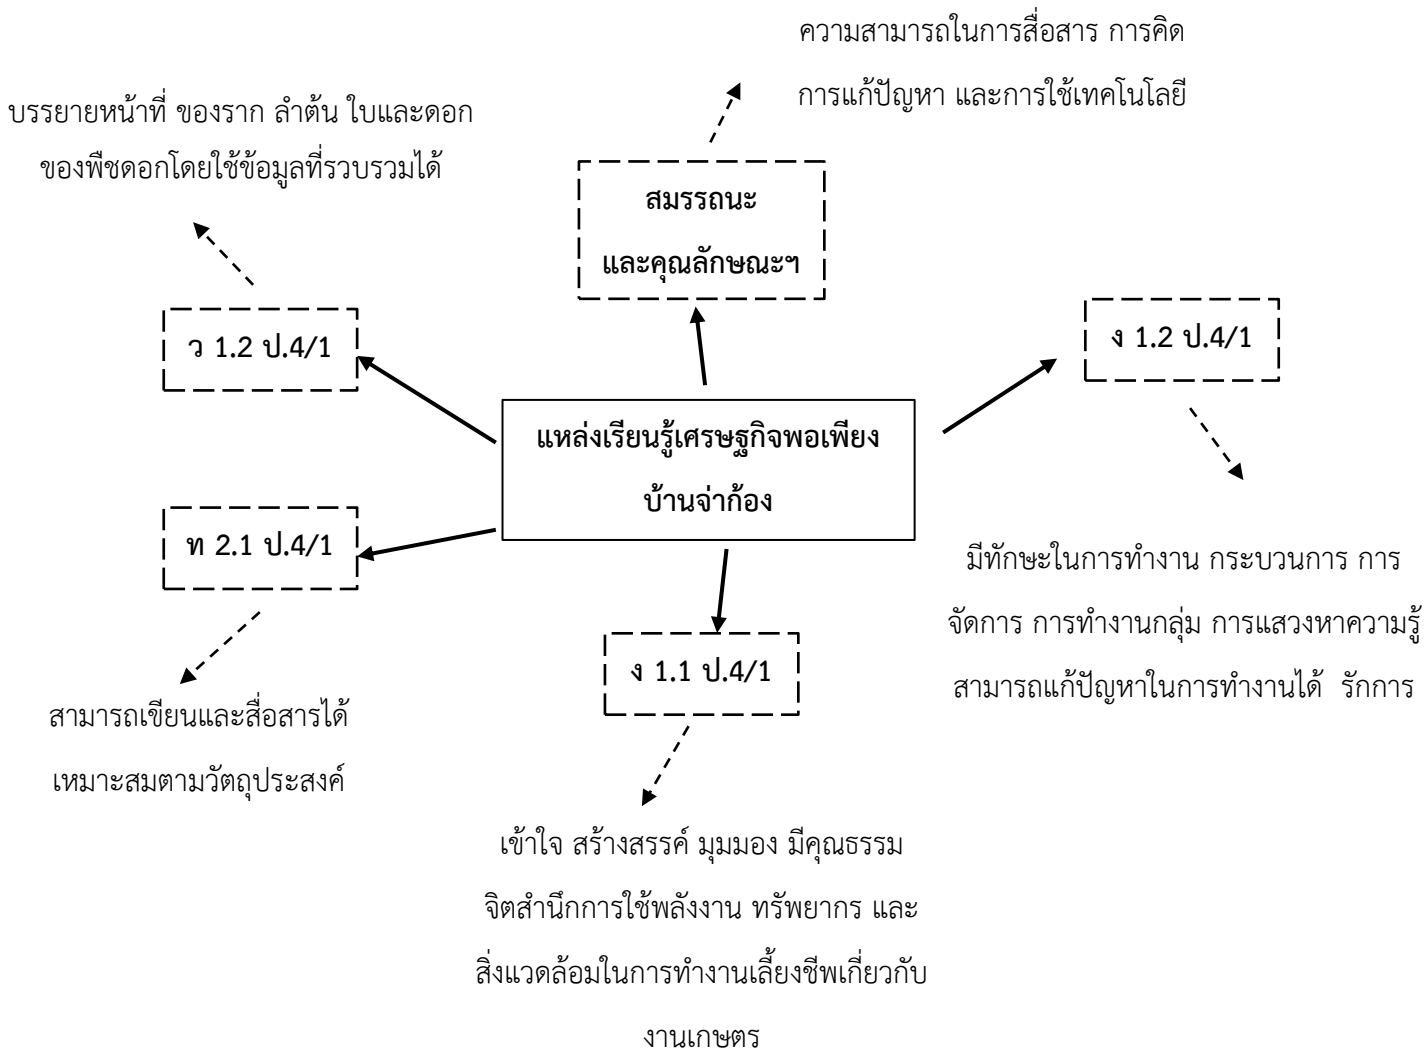 ความสามารถในการสื่อสาร การคิด
การแก้ปัญหา และการใช้เทคโนโลยี
บรรยายหน้าที่ ของราก ลำต้น ใบและดอก
ของพืชดอกโดยใช้ข้อมูลที่รวบรวมได้
สมรรถนะ
และคุณลักษณะฯ
ว 1.2 ป.4/1
ง 1.2 ป.4/1
แหล่งเรียนรู้เศรษฐกิจพอเพียง
บ้านจ่าก้อง
ท 2.1 ป.4/1
มีทักษะในการทำงาน กระบวนการ การ
จัดการ การทำงานกลุ่ม การแสวงหาความรู้
สามารถแก้ปัญหาในการทำงานได้ รักการ
ง 1.1 ป.4/1
สามารถเขียนและสื่อสารได้
เหมาะสมตามวัตถุประสงค์
เข้าใจ สร้างสรรค์ มุมมอง มีคุณธรรม
จิตสำนึกการใช้พลังงาน ทรัพยากร และ
สิ่งแวดล้อมในการทำงานเลี้ยงชีพเกี่ยวกับ
งานเกษตร